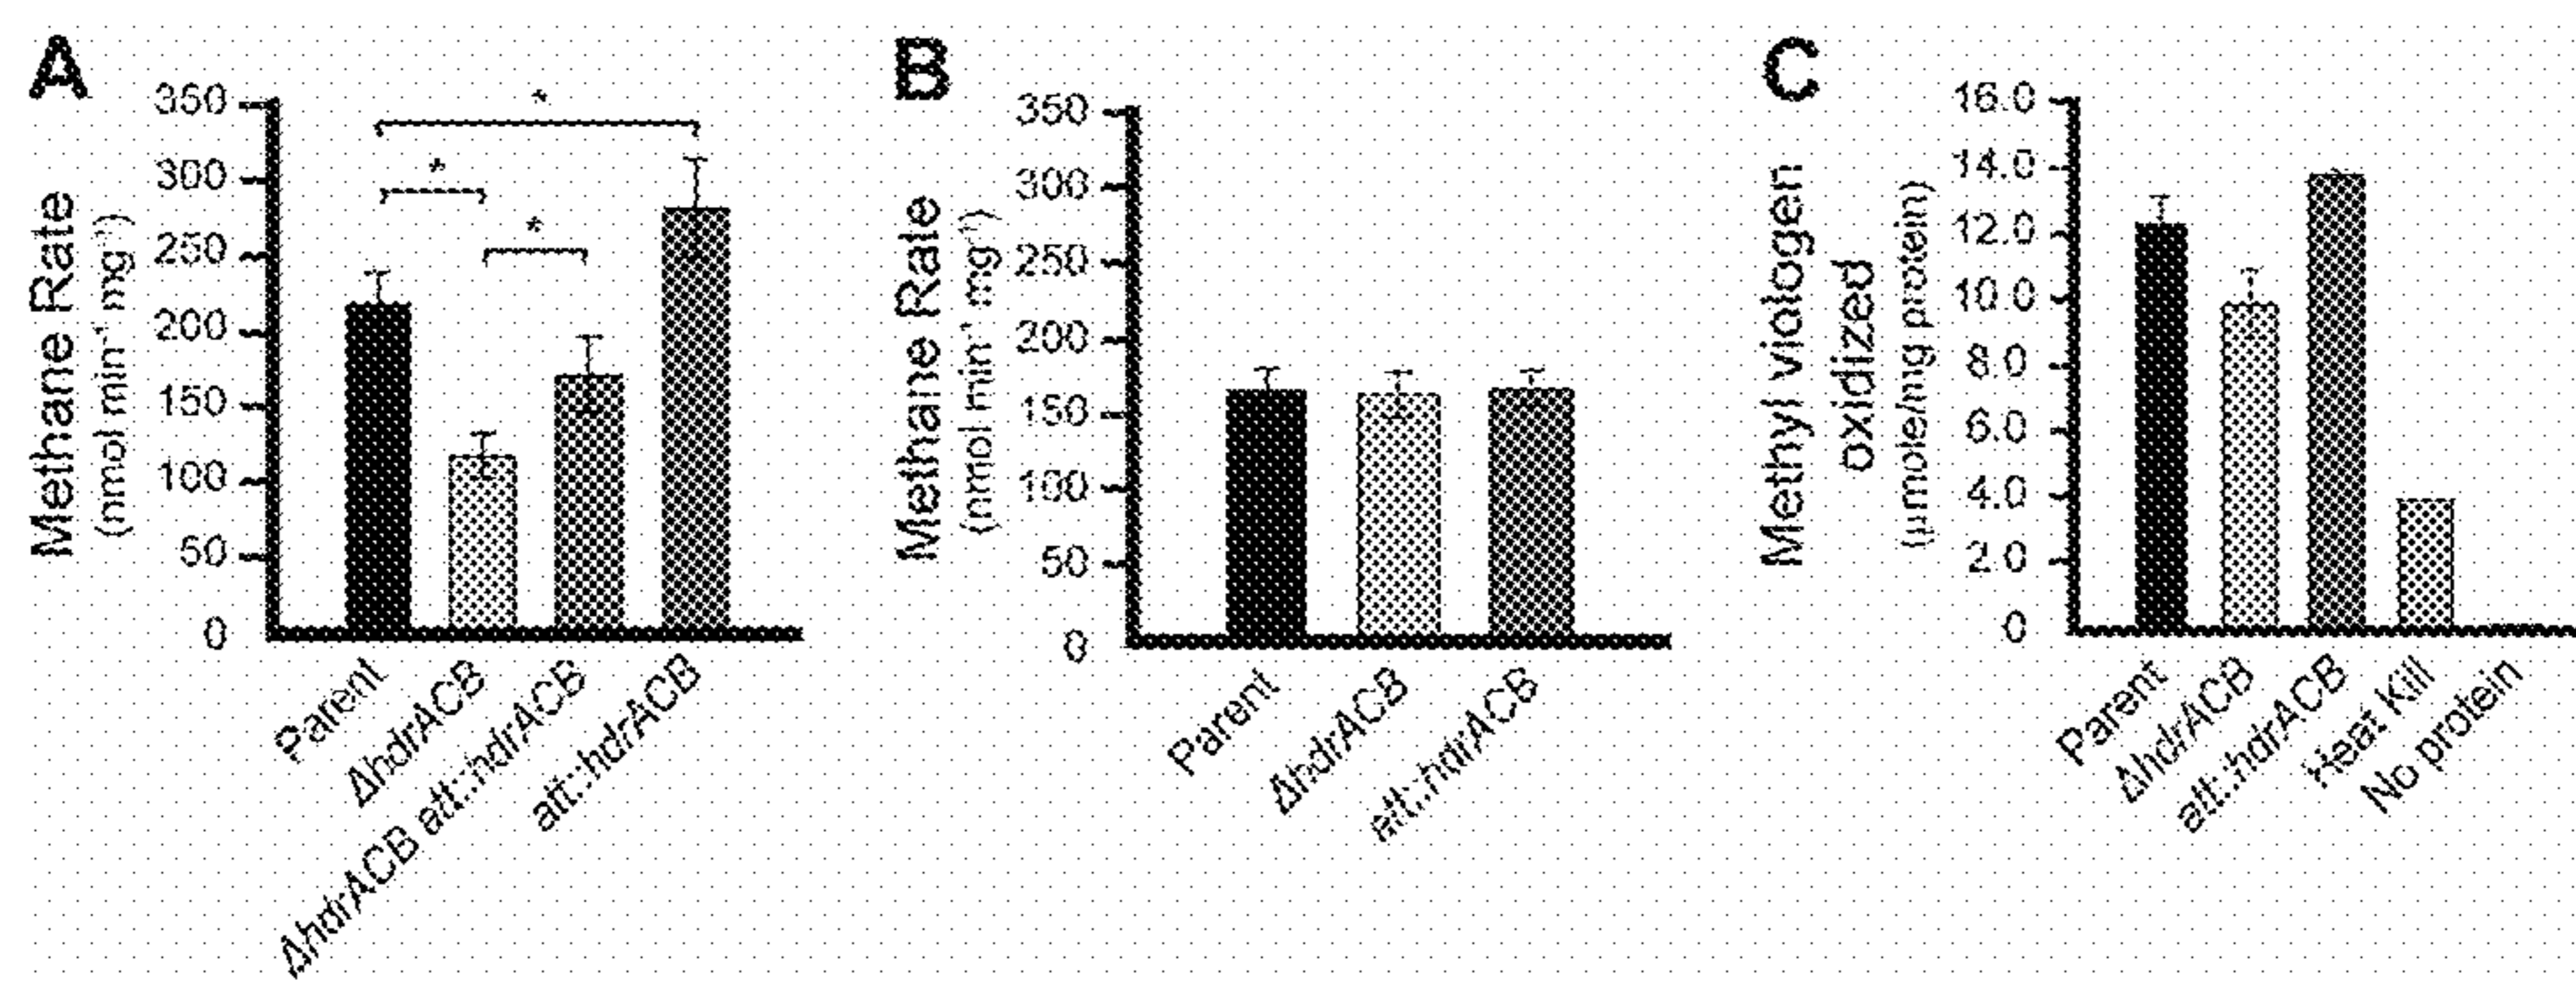 A
Methane Rate
(nmol min⁻¹ mg⁻¹)
350
300
250
200
150
100
50
0
*
*
*
Parent
ΔhdrACB
ΔhdrACB att::hdrACB
att::hdrACB
B
Methane Rate
(nmol min⁻¹ mg⁻¹)
350
300
250
200
150
100
50
0
Parent
ΔhdrACB
att::hdrACB
C
Methyl viologen
oxidized
(µmole/mg protein)
16.0
14.0
12.0
10.0
8.0
6.0
4.0
2.0
0
Parent
ΔhdrACB
att::hdrACB
Heat Kill
No protein